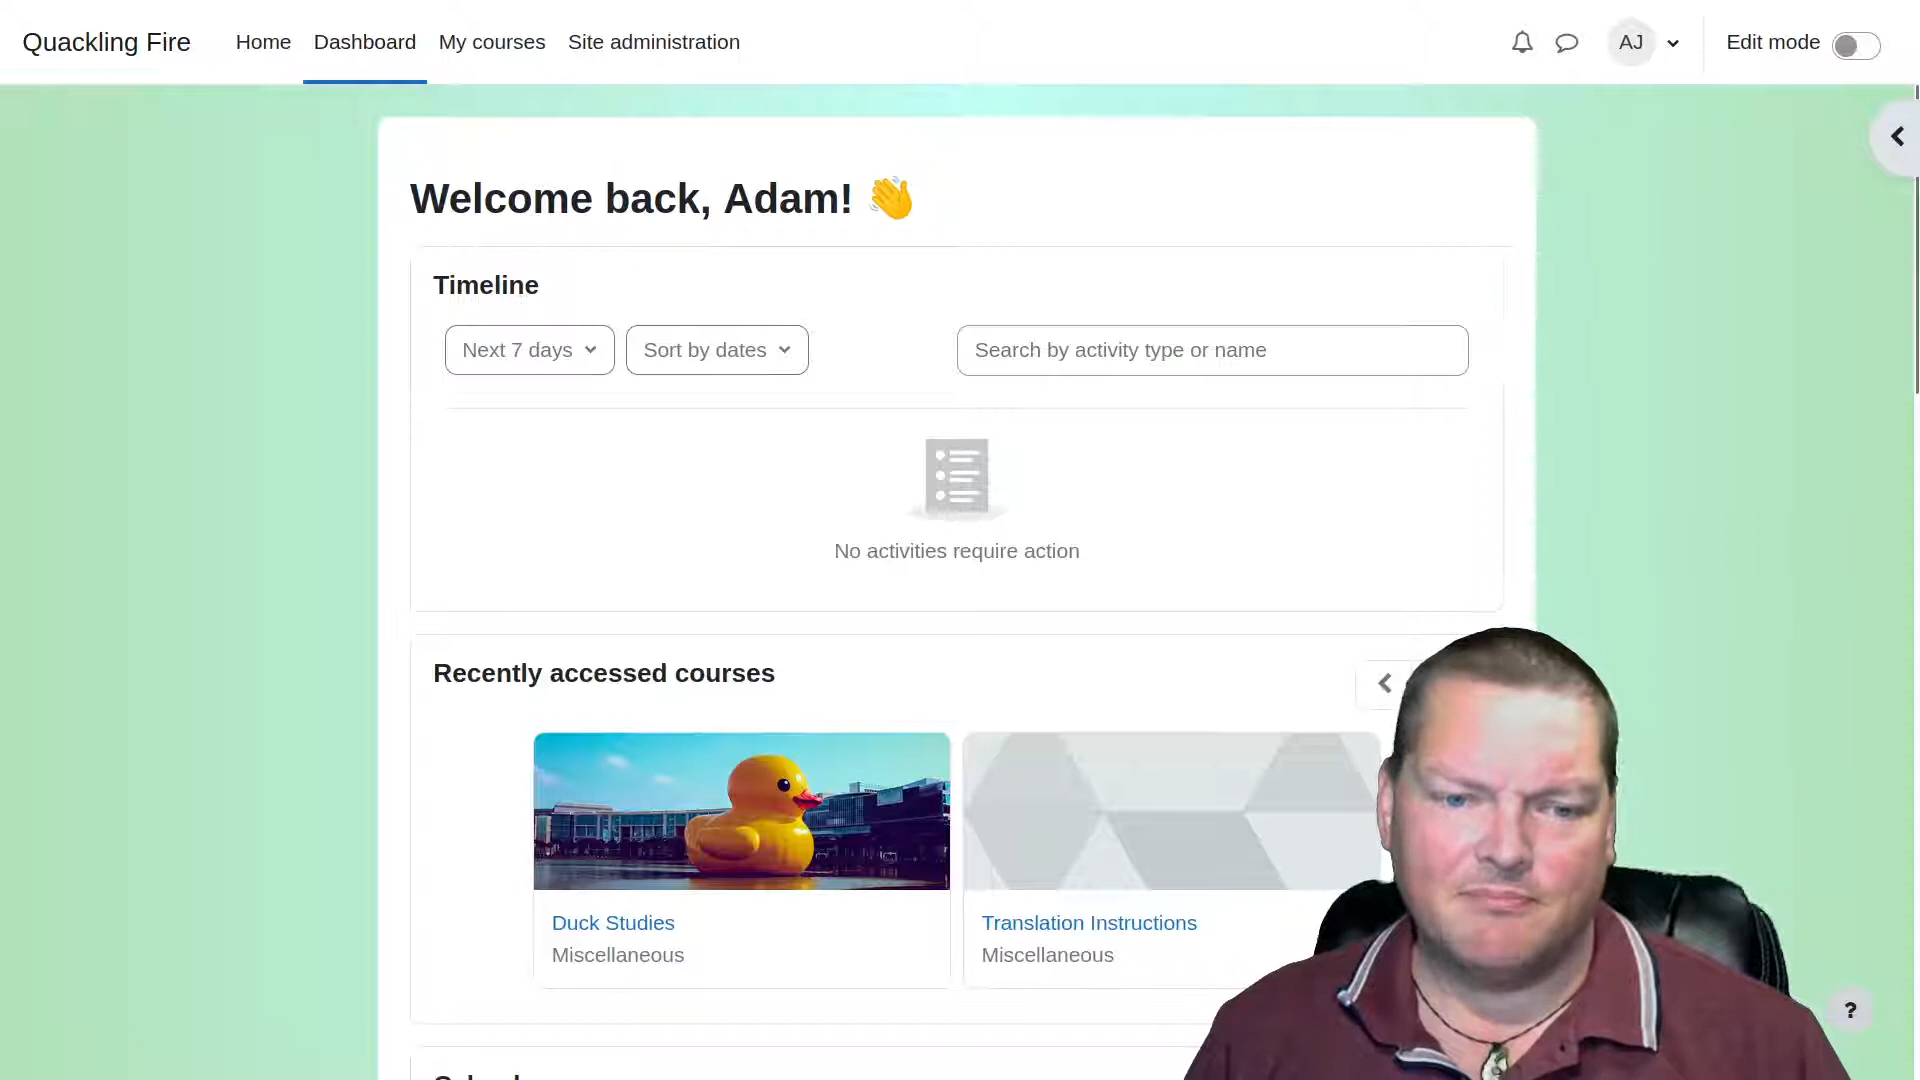 Quackling Fire Home Dashboard My courses Site administration AJ Edit mode
Welcome back, Adam! 👋
Timeline
Next 7 days Sort by dates Search by activity type or name
No activities require action
Recently accessed courses
Duck Studies Translation Instructions
Miscellaneous Miscellaneous
?